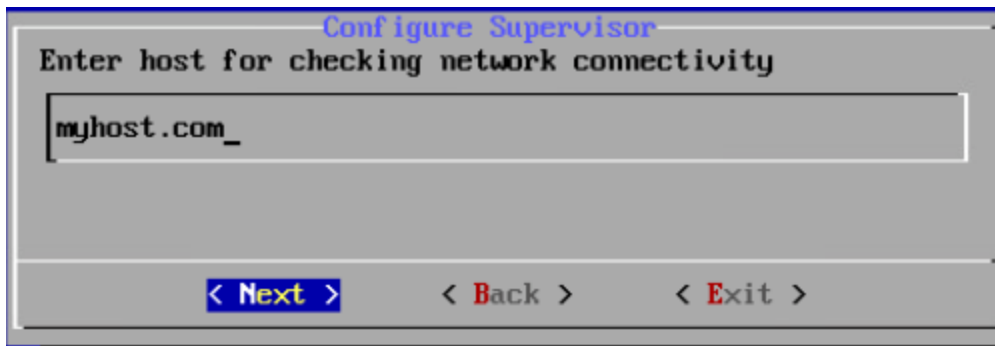 Configure Supervisor
Enter host for checking network connectivity
myhost.com_
< Next > < Back > < Exit >